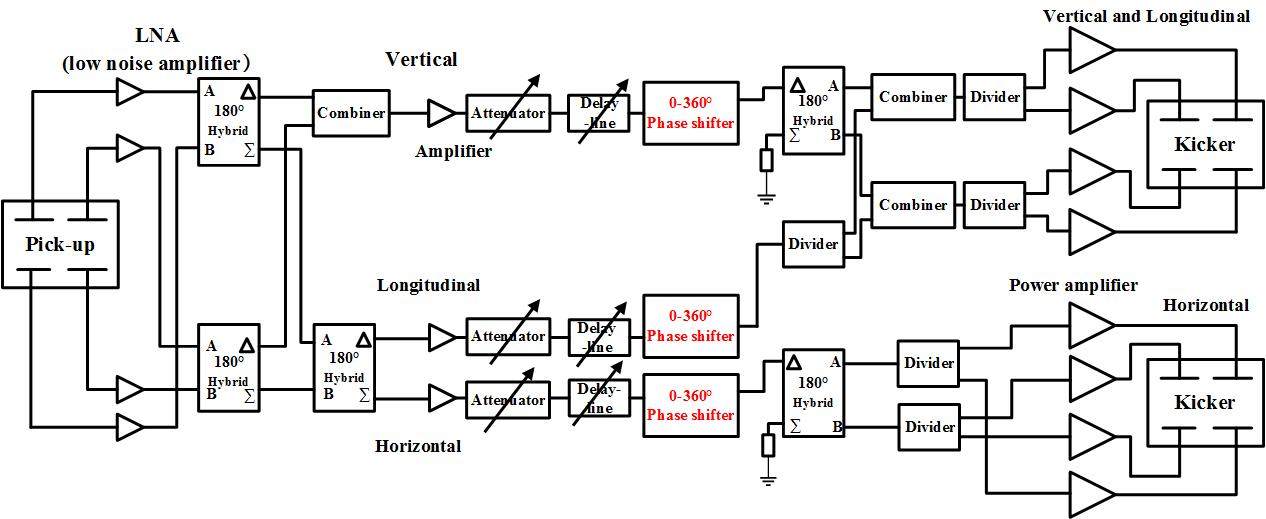 LNA
(low noise amplifier)
Pick-up
A
Δ
180°
Hybrid
B
Σ
A
Δ
180°
Hybrid
B
Σ
Vertical
Combiner
Amplifier
Attenuator
Delay
-line
0-360°
Phase shifter
Δ
A
180°
Hybrid
Σ
B
Combiner
Divider
Combiner
Divider
Divider
Vertical and Longitudinal
Kicker
Longitudinal
A
Δ
180°
Hybrid
B
Σ
Attenuator
Delay
-line
0-360°
Phase shifter
Attenuator
Delay-
line
0-360°
Phase shifter
Horizontal
Δ
A
180°
Hybrid
Σ
B
Divider
Divider
Power amplifier
Horizontal
Kicker